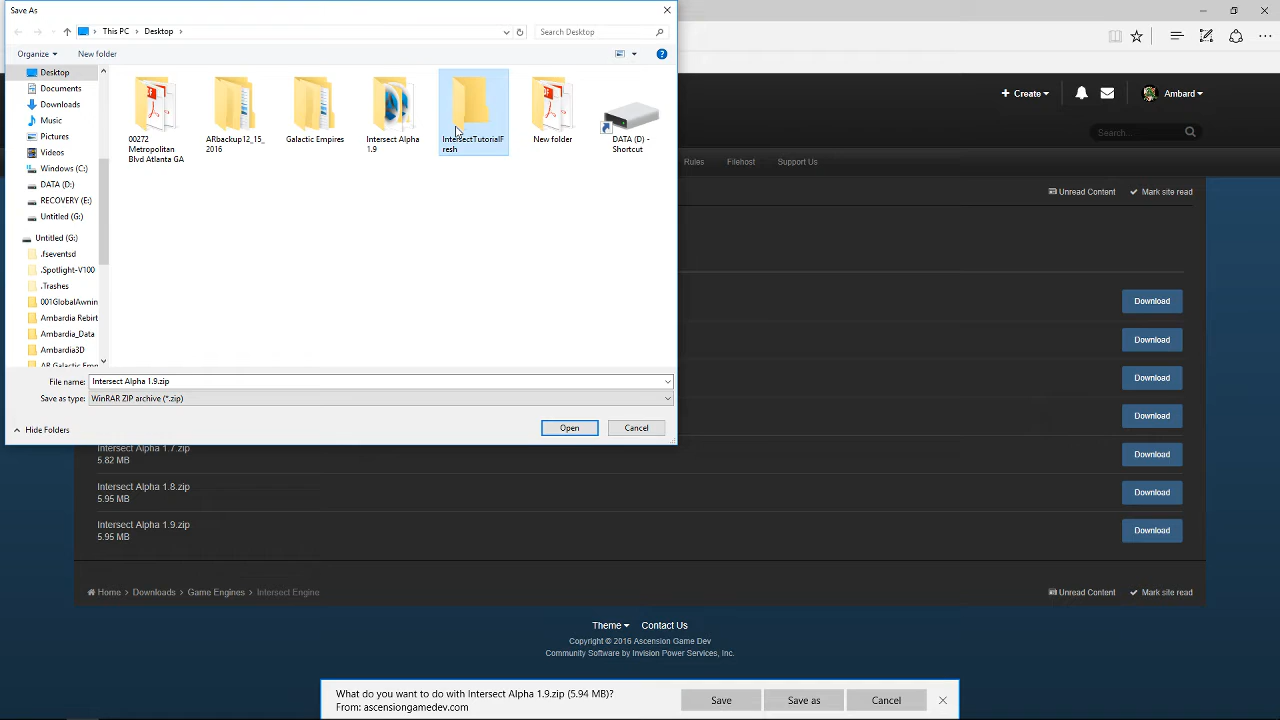 Save As
This PC > Desktop >
Search Desktop
Organize
New folder
Desktop
Documents
Downloads
Music
Pictures
Videos
Windows (C:)
DATA (D:)
RECOVERY (E:)
Untitled (G:)
Untitled (G:)
.fseventsd
.Spotlight-V100
.Trashes
001GlobalAwnin
Ambardia Rebirt
Ambardia_Data
Ambardia3D
AR Galactic Emp
00272
Metropolitan
Blvd Atlanta GA
ARbackup12_15_
2016
Galactic Empires
Intersect Alpha
1.9
IntersectTutorialF
resh
New folder
DATA (D) -
Shortcut
File name:
Intersect Alpha 1.9.zip
Save as type:
WinRAR ZIP archive (*.zip)
Hide Folders
Open
Cancel
+ Create
Ambard
Search...
Rules
Filehost
Support Us
Unread Content
Mark site read
Download
Download
Download
Download
Intersect Alpha 1.7.zip
5.82 MB
Download
Intersect Alpha 1.8.zip
5.95 MB
Download
Intersect Alpha 1.9.zip
5.95 MB
Download
Home > Downloads > Game Engines > Intersect Engine
Unread Content
Mark site read
Theme
Contact Us
Copyright © 2016 Ascension Game Dev
Community Software by Invision Power Services, Inc.
What do you want to do with Intersect Alpha 1.9.zip (5.94 MB)?
From: ascensiongamedev.com
Save
Save as
Cancel